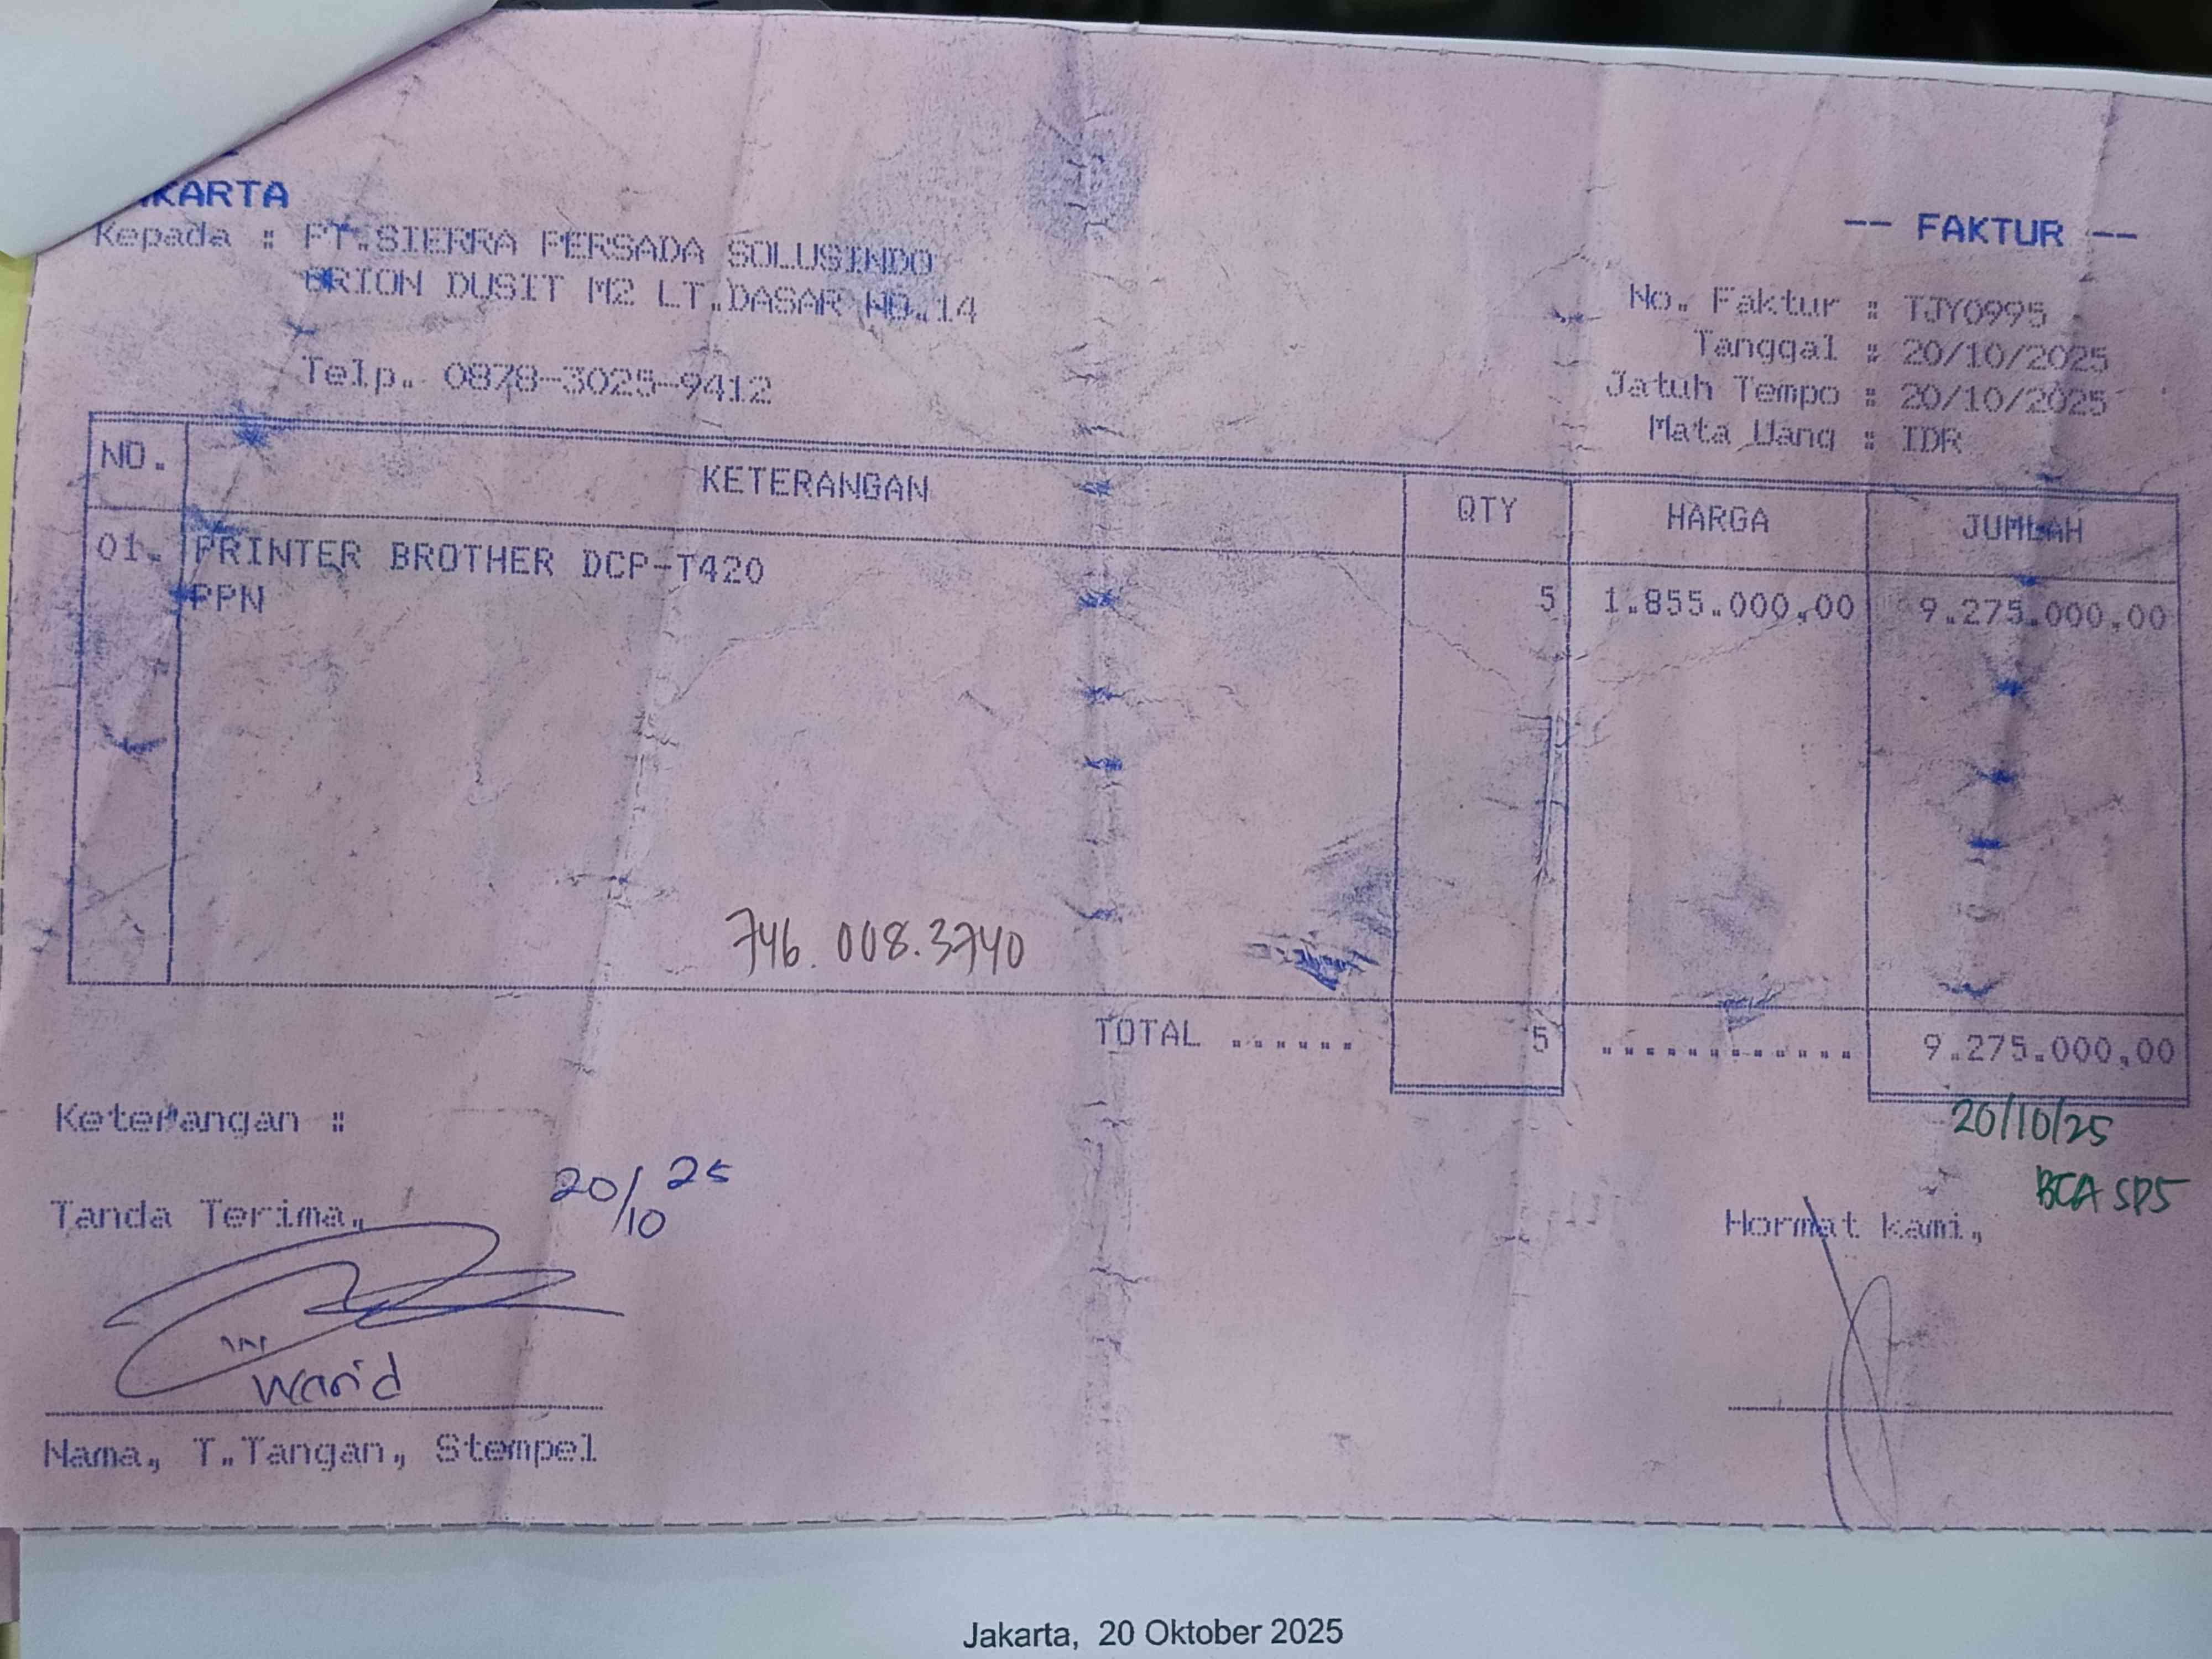 KARTA
-- FAKTUR --
Kepada : PT.SIERRA PERSADA SOLUSINDO
ORION DUSIT M2 LT.DASAR NO.14
Telp. 0878-3025-9412
No. Faktur : TJY0995
Tanggal : 20/10/2025
Jatuh Tempo : 20/10/2025
Mata Uang : IDR
NO. KETERANGAN QTY HARGA JUMLAH
01. PRINTER BROTHER DCP-T420 5 1.855.000,00 9.275.000,00
PPN
746.008.3740
TOTAL ...... 5 ............ 9.275.000,00
20/10/25
BCA SPS
Keterangan :
20/10 25
Tanda Terima,
Hormat kami,
Warid
Nama, T.Tangan, Stempel
Jakarta, 20 Oktober 2025